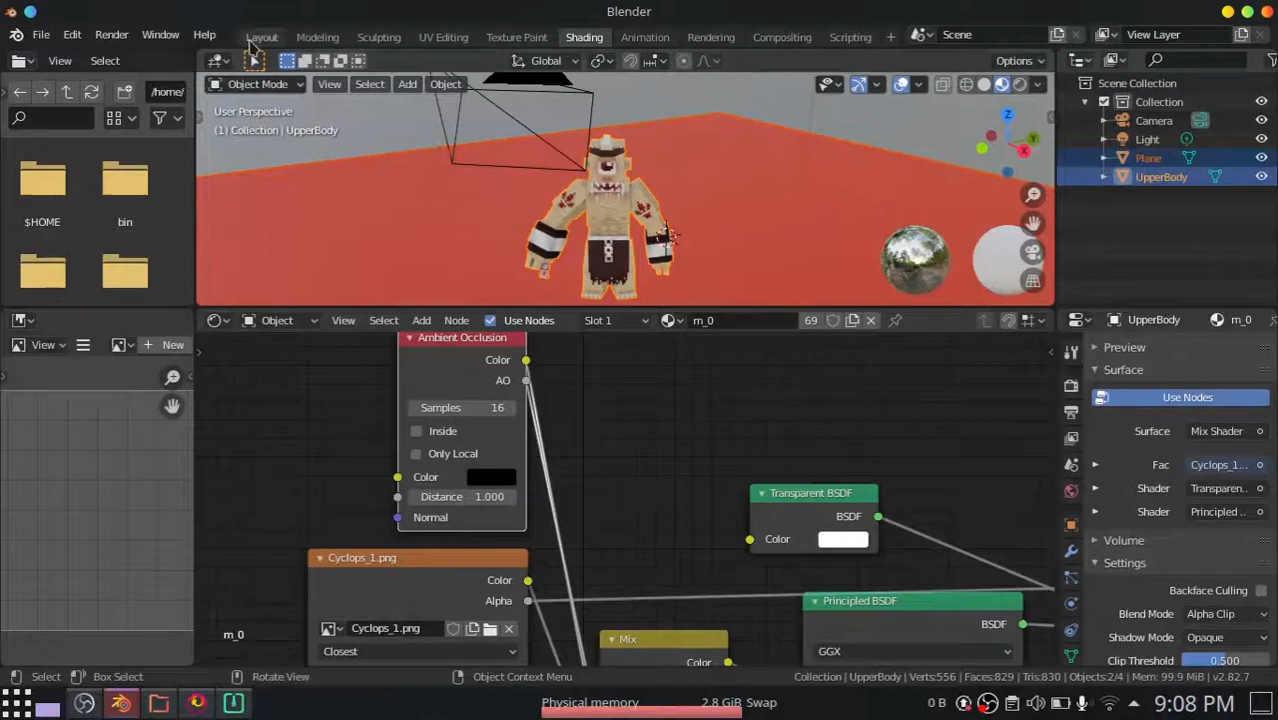 Blender
File Edit Render Window Help Layout Modeling Sculpting UV Editing Texture Paint Shading Animation Rendering Compositing Scripting + Scene View Layer
View Select Global Options
/home/ Object Mode View Select Add Object Scene Collection
User Perspective Collection
(1) Collection | UpperBody Camera
Light
Plane
UpperBody
$HOME bin
Object View Select Add Node Use Nodes Slot 1 m_0 69 UpperBody m_0
View New Ambient Occlusion Preview
Color Surface
AO Use Nodes
Samples 16
Inside Surface Mix Shader
Only Local
Color Fac Cyclops_1...
Distance 1.000 Transparent BSDF Shader Transparen..
Normal BSDF Shader Principled ..
Color Volume
Cyclops_1.png Settings
Color Backface Culling
Alpha Principled BSDF
BSDF Blend Mode Alpha Clip
m_0 Cyclops_1.png Mix Shadow Mode Opaque
Closest Color GGX Clip Threshold 0.500
Select Box Select Rotate View Object Context Menu Collection | UpperBody | Verts:556 | Faces:829 | Tris:830 | Objects:2/4 | Mem: 99.9 MiB | v2.82.7
Physical memory 2.8 GiB Swap 0 B 9:08 PM
X
Y
Z